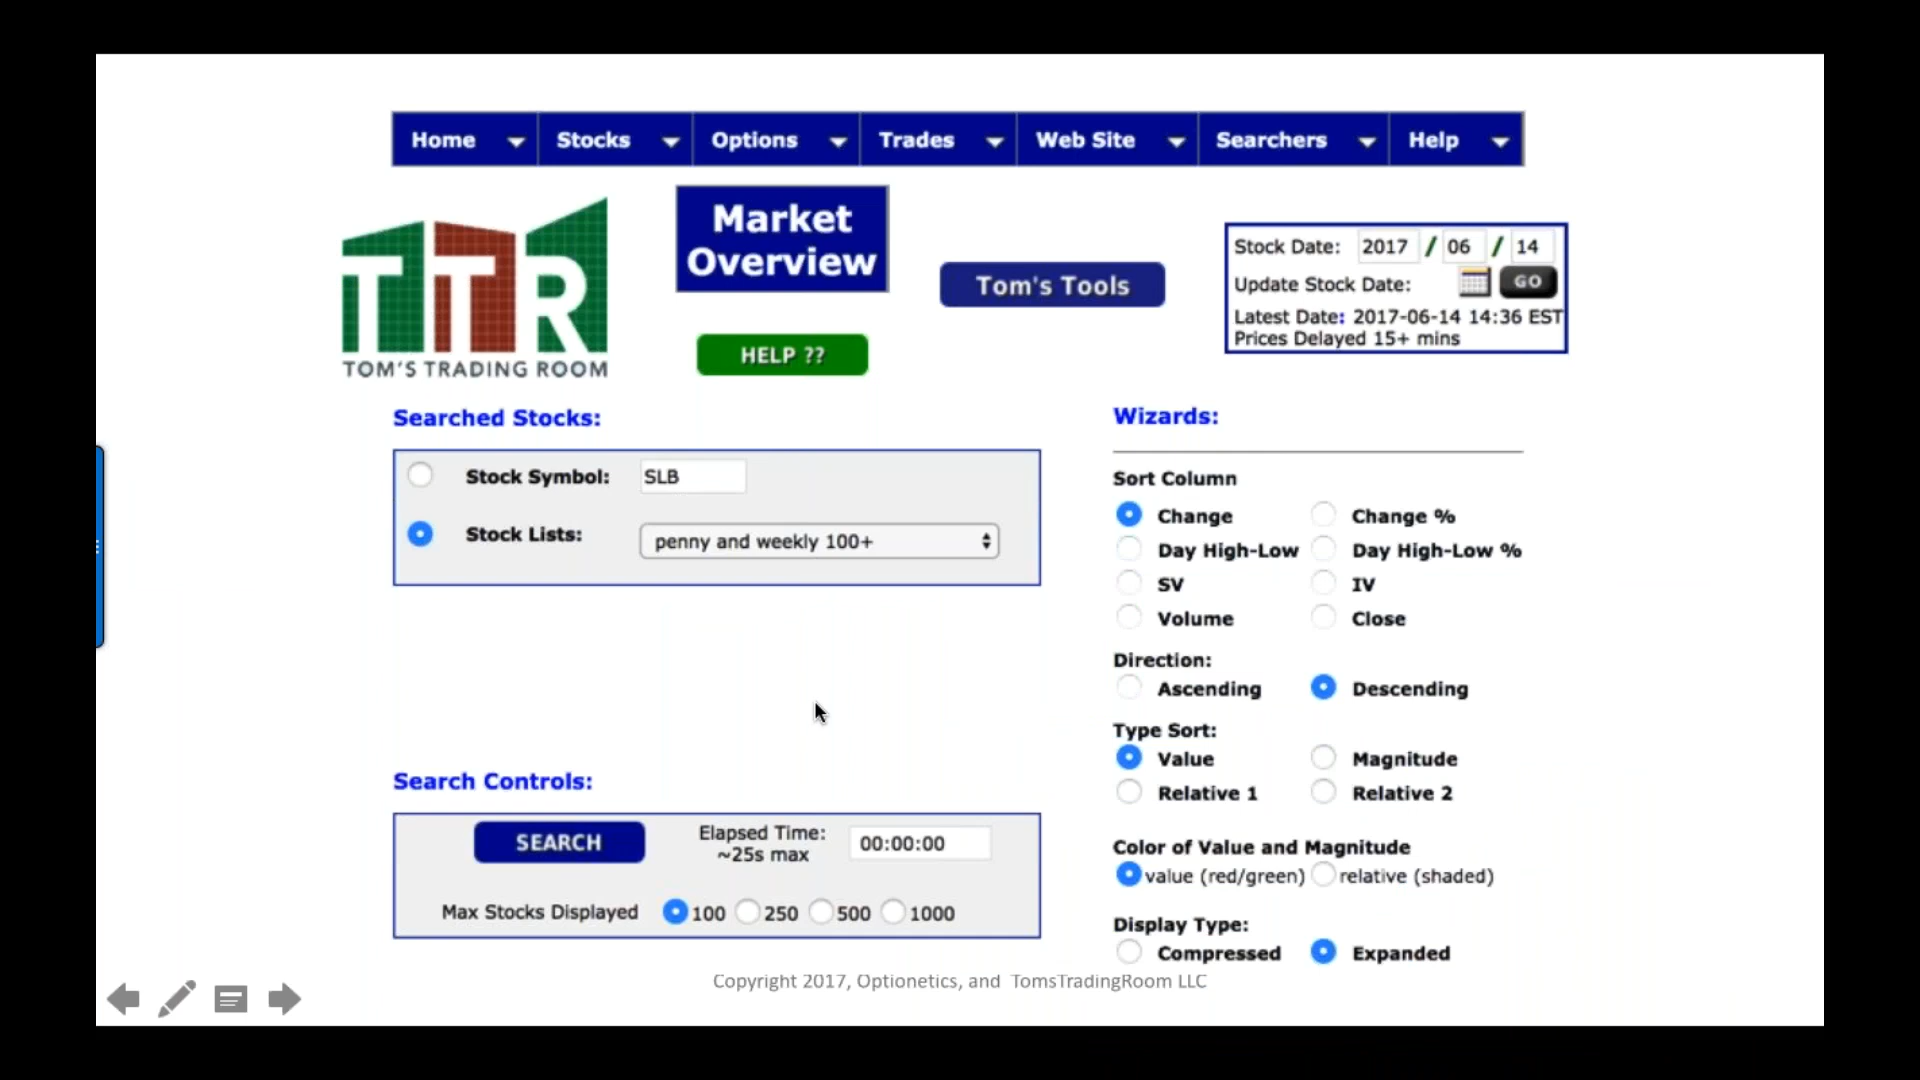 Home Stocks Options Trades Web Site Searchers Help
TTR
TOM'S TRADING ROOM
Market
Overview
HELP ??
Tom's Tools
Stock Date: 2017 / 06 / 14
Update Stock Date: GO
Latest Date: 2017-06-14 14:36 EST
Prices Delayed 15+ mins
Searched Stocks:
Stock Symbol: SLB
Stock Lists: penny and weekly 100+
Search Controls:
SEARCH
Elapsed Time:
~25s max
00:00:00
Max Stocks Displayed 100 250 500 1000
Wizards:
Sort Column
Change Change %
Day High-Low Day High-Low %
SV IV
Volume Close
Direction:
Ascending Descending
Type Sort:
Value Magnitude
Relative 1 Relative 2
Color of Value and Magnitude
value (red/green) relative (shaded)
Display Type:
Compressed Expanded
Copyright 2017, Optionetics, and TomsTradingRoom LLC